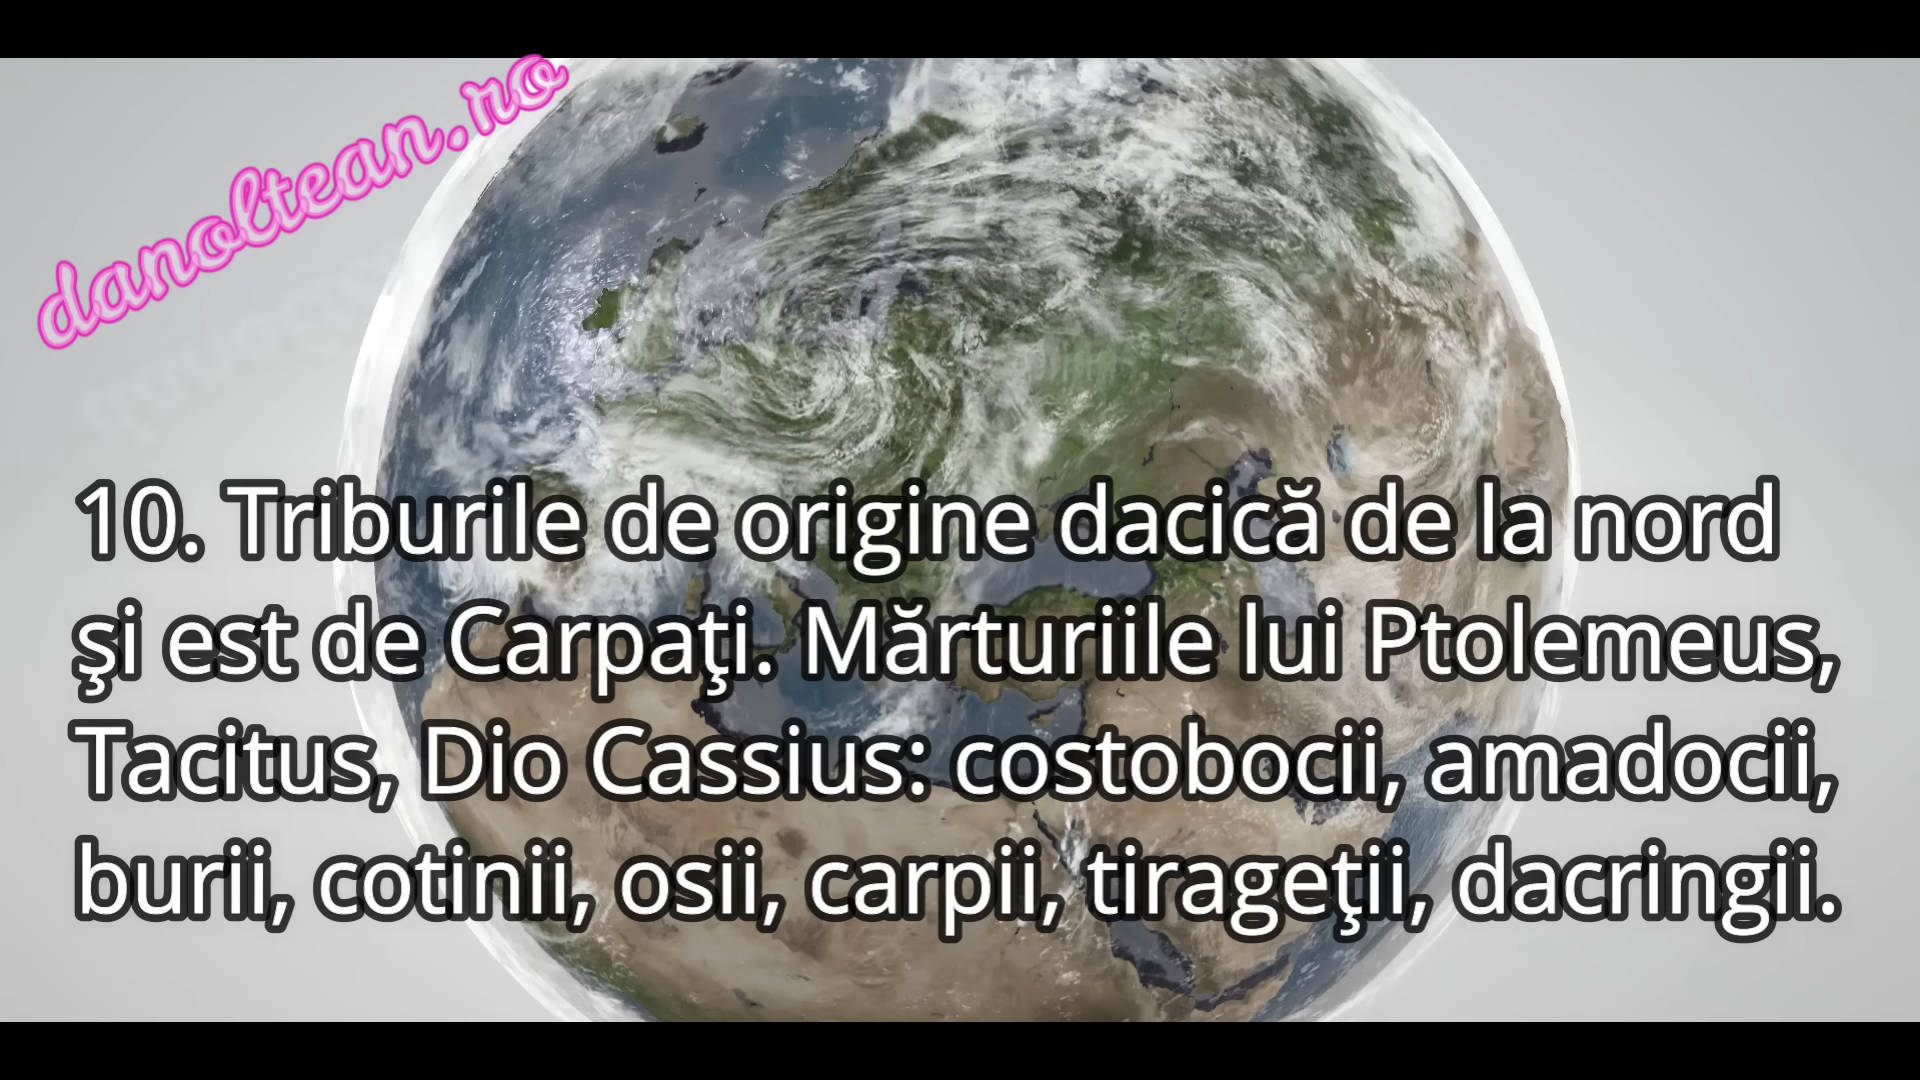 danoltean.ro
10. Triburile de origine dacică de la nord
şi est de Carpaţi. Mărturiile lui Ptolemeus,
Tacitus, Dio Cassius: costobocii, amadocii,
burii, cotinii, osii, carpii, tirageţii, dacringii.